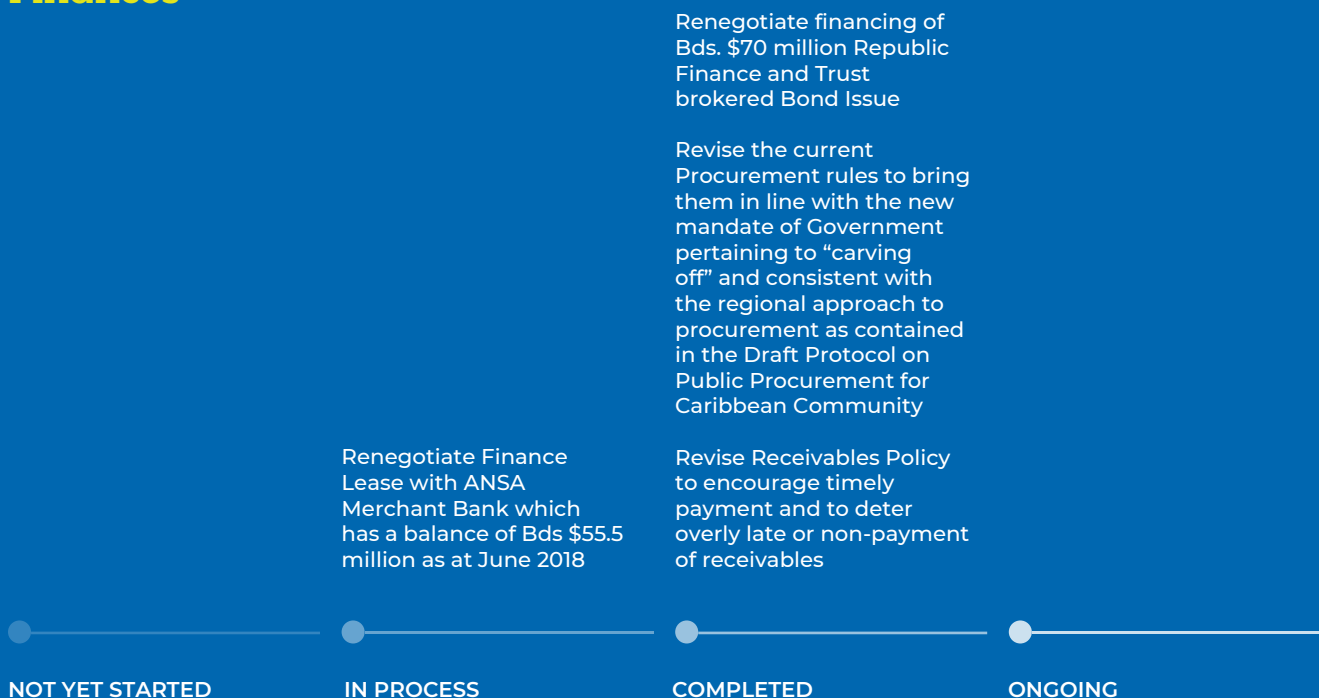 Finances
Renegotiate financing of
Bds. $70 million Republic
Finance and Trust
brokered Bond Issue
Revise the current
Procurement rules to bring
them in line with the new
mandate of Government
pertaining to “carving
off” and consistent with
the regional approach to
procurement as contained
in the Draft Protocol on
Public Procurement for
Caribbean Community
Renegotiate Finance
Lease with ANSA
Merchant Bank which
has a balance of Bds $55.5
million as at June 2018
Revise Receivables Policy
to encourage timely
payment and to deter
overly late or non-payment
of receivables
NOT YET STARTED
IN PROCESS
COMPLETED
ONGOING